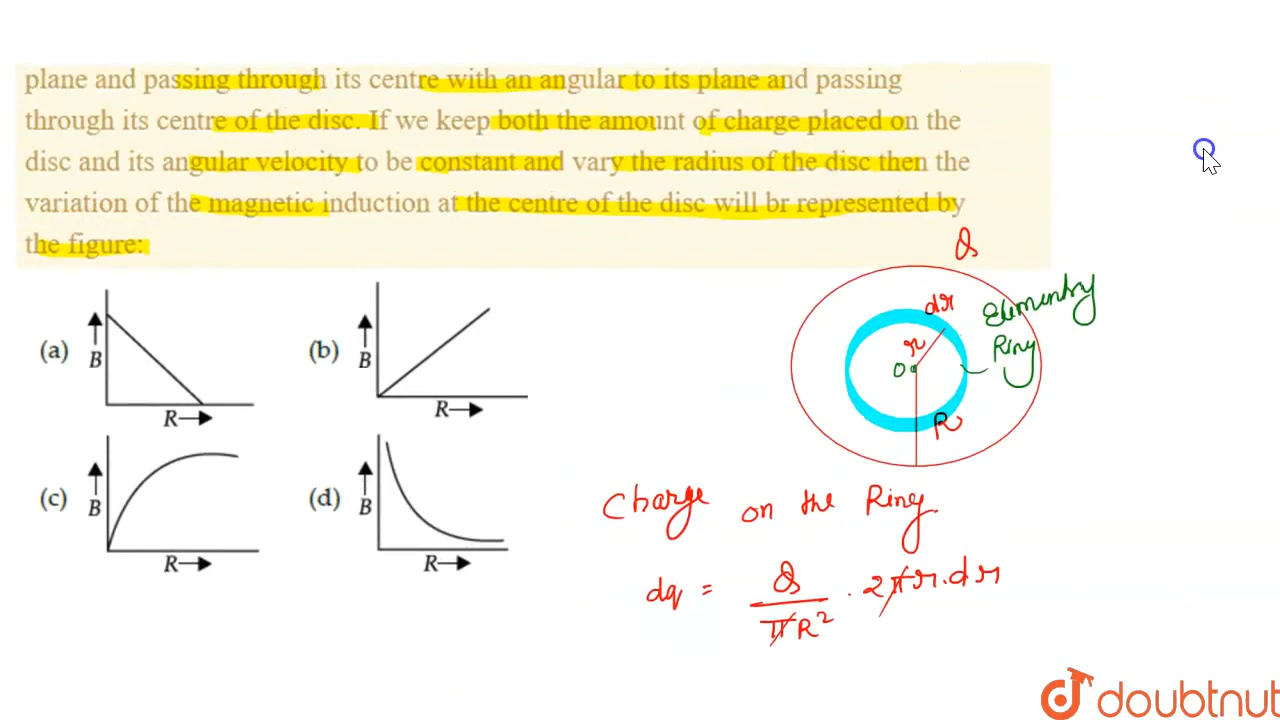 plane and passing through its centre with an angular to its plane and passing
through its centre of the disc. If we keep both the amount of charge placed on the
disc and its angular velocity to be constant and vary the radius of the disc then the
variation of the magnetic induction at the centre of the disc will br represented by
the figure:
Q
dr
Elementry
Ring
r
O
R
(a)
B
R
(b)
B
R
(c)
B
R
(d)
B
R
Charge on the Ring
dq = Q/πR² · 2πr·dr
doubtnut